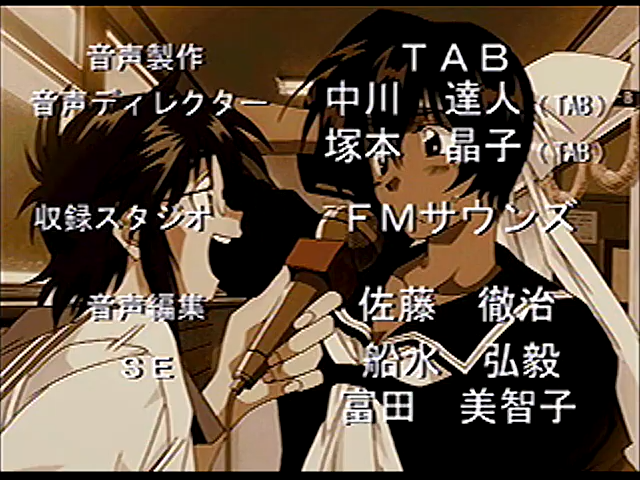 音声製作 TAB
音声ディレクター 中川 達人(TAB)
塚本 晶子(TAB)
収録スタジオ FMサウンズ
音声編集 佐藤 徹治
SE 船水 弘毅
富田 美智子